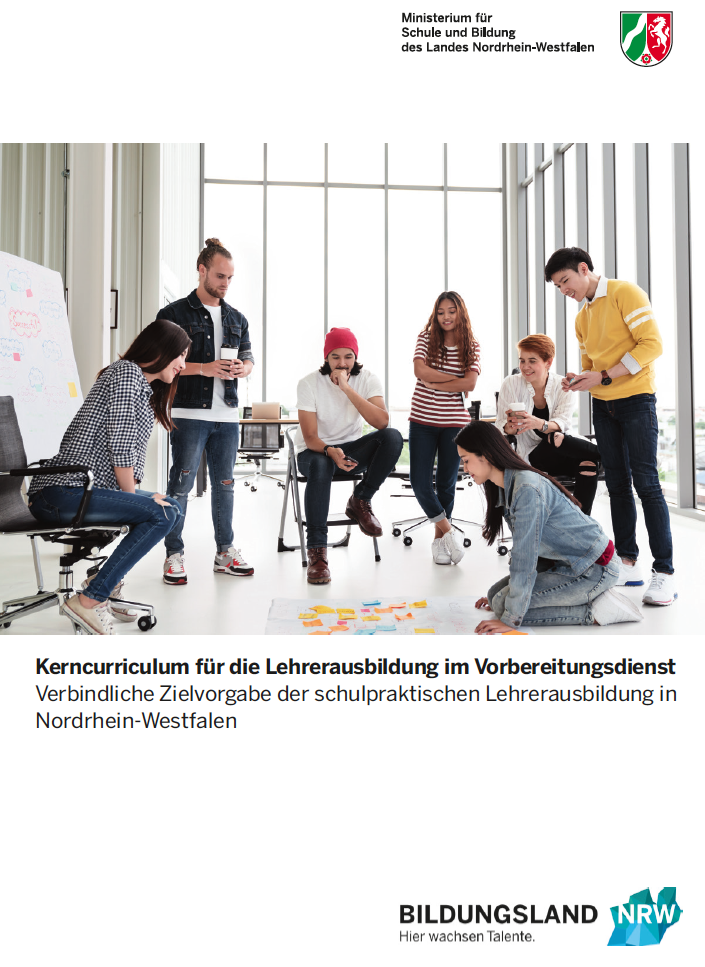 Ministerium für
Schule und Bildung
des Landes Nordrhein-Westfalen
Kerncurriculum für die Lehrerausbildung im Vorbereitungsdienst
Verbindliche Zielvorgabe der schulpraktischen Lehrerausbildung in
Nordrhein-Westfalen
BILDUNGSLAND NRW
Hier wachsen Talente.